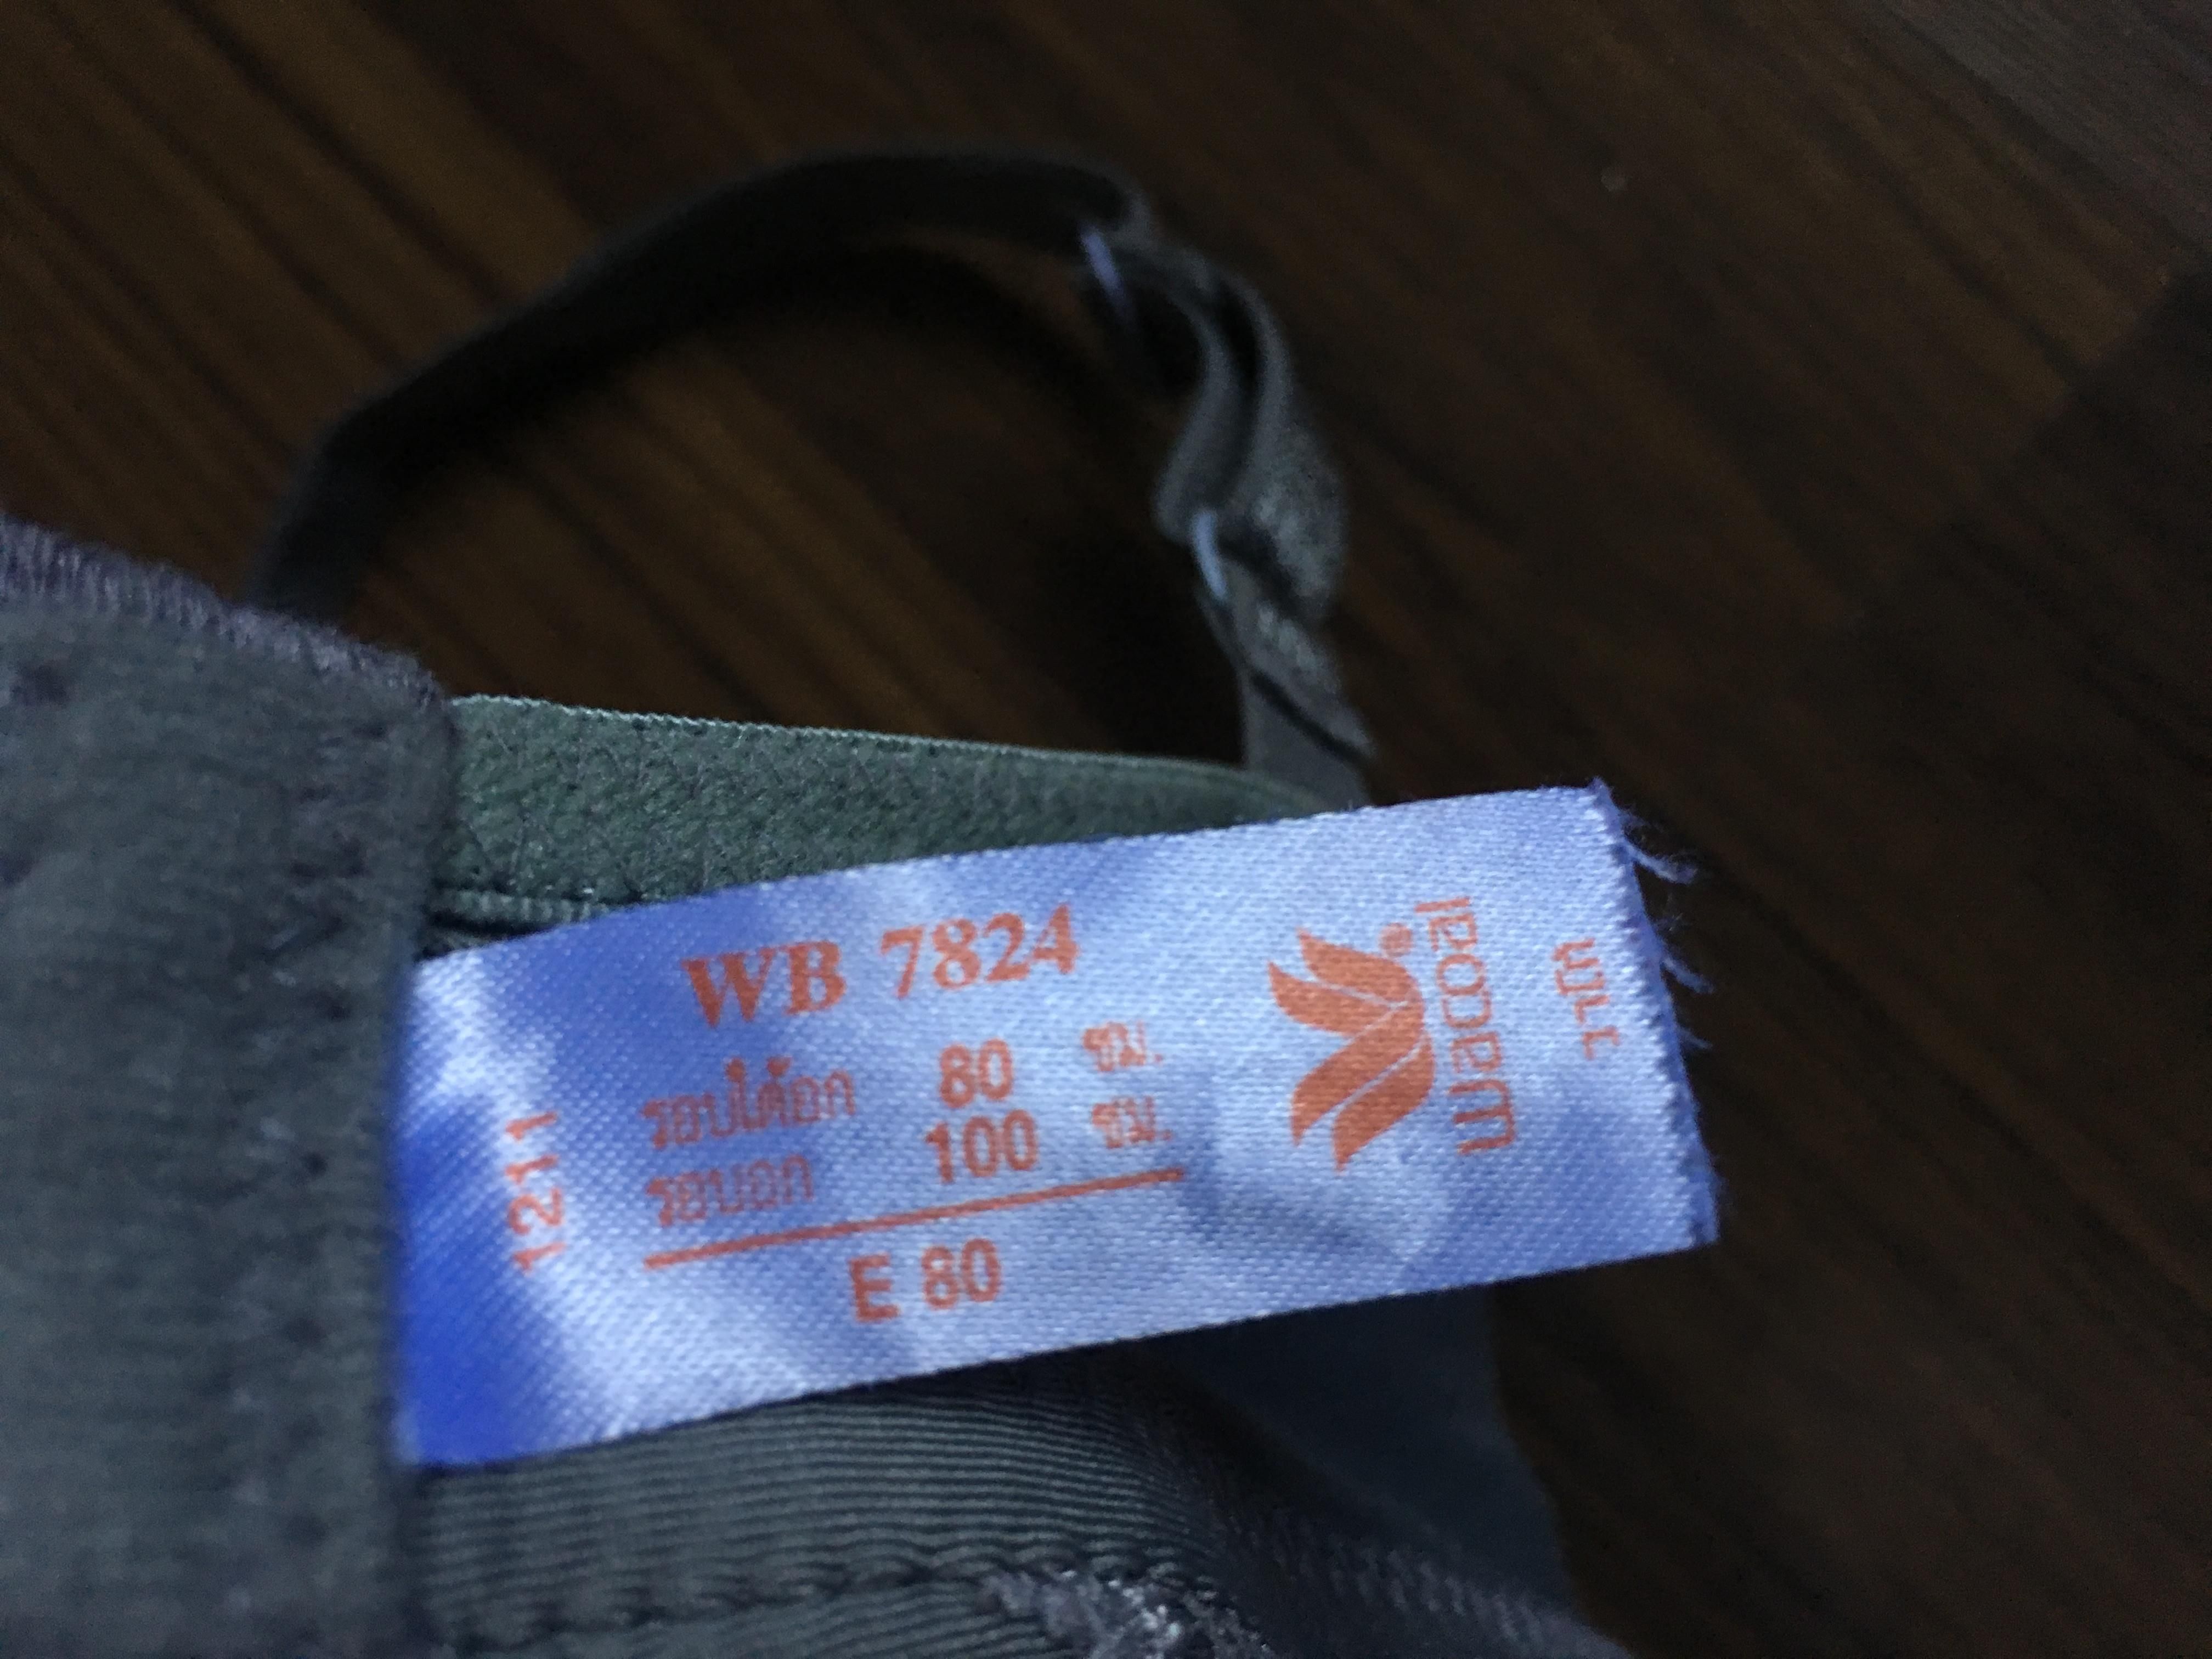 WB 7824
รอบใต้อก 80 ซม.
รอบอก 100 ซม.
E 80
1211
wacoal